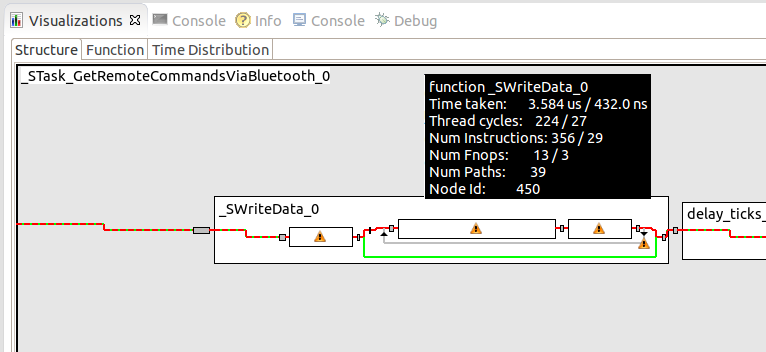 Visualizations Console Info Console Debug
Structure Function Time Distribution
_STask_GetRemoteCommandsViaBluetooth_0
function _SWriteData_0
Time taken: 3.584 us / 432.0 ns
Thread cycles: 224 / 27
Num Instructions: 356 / 29
Num Fnops: 13 / 3
Num Paths: 39
Node Id: 450
_SWriteData_0
delay_ticks_